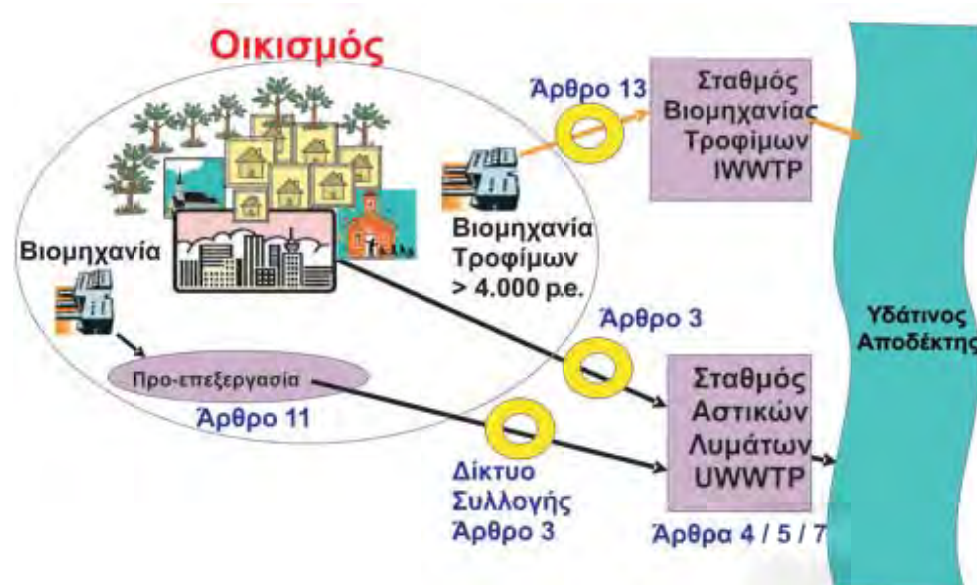 Οικισμός
Άρθρο 13
Σταθμός
Βιομηχανίας
Τροφίμων
IWWTP
Βιομηχανία
Τροφίμων
> 4.000 p.e.
Βιομηχανία
Προ-επεξεργασία
Άρθρο 11
Άρθρο 3
Δίκτυο
Συλλογής
Άρθρο 3
Σταθμός
Αστικών
Λυμάτων
UWWTP
Άρθρα 4 / 5 / 7
Υδάτινος
Αποδέκτης